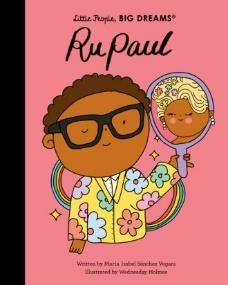 Little People, BIG DREAMS®
RuPaul
Written by Maria Isabel Sánchez Vegara
Illustrated by Wednesday Holmes